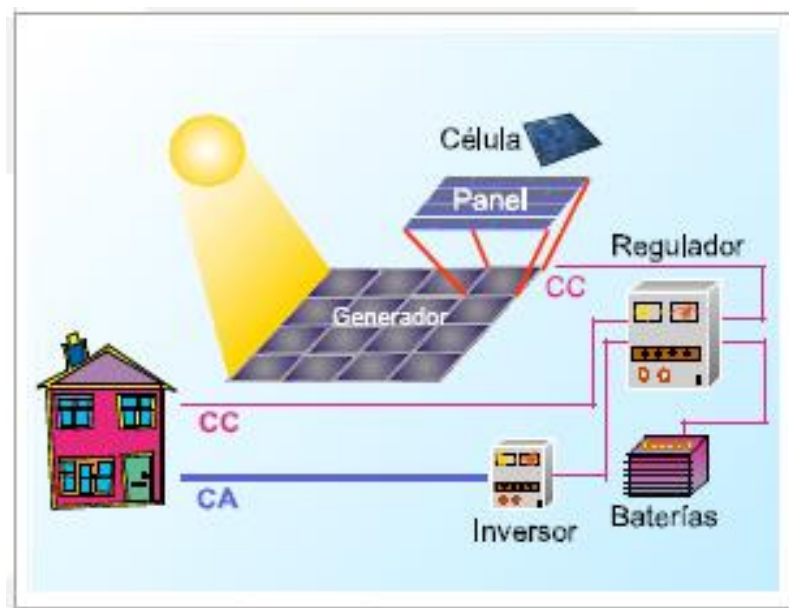 Célula
Panel
Regulador
CC
Generador
CC
CA
Inversor
Baterías